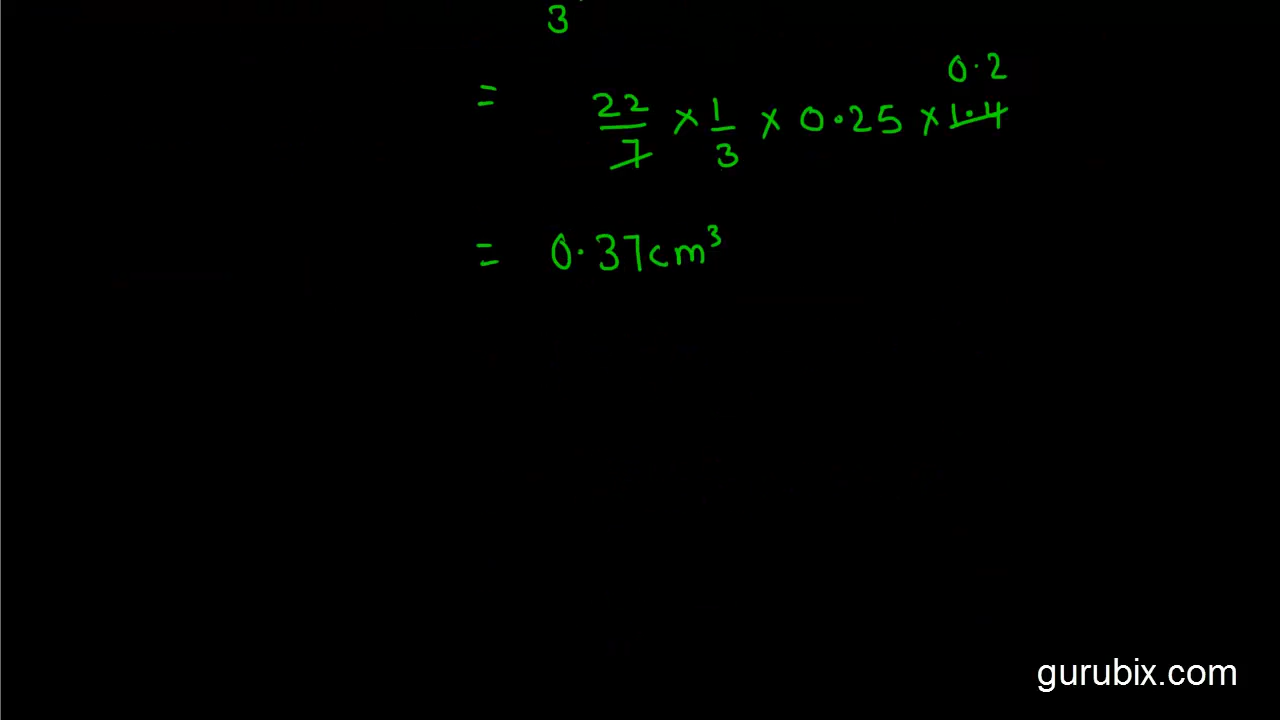 3
0.2
= 22/7 × 1/3 × 0.25 × 1.4
= 0.37cm³
gurubix.com